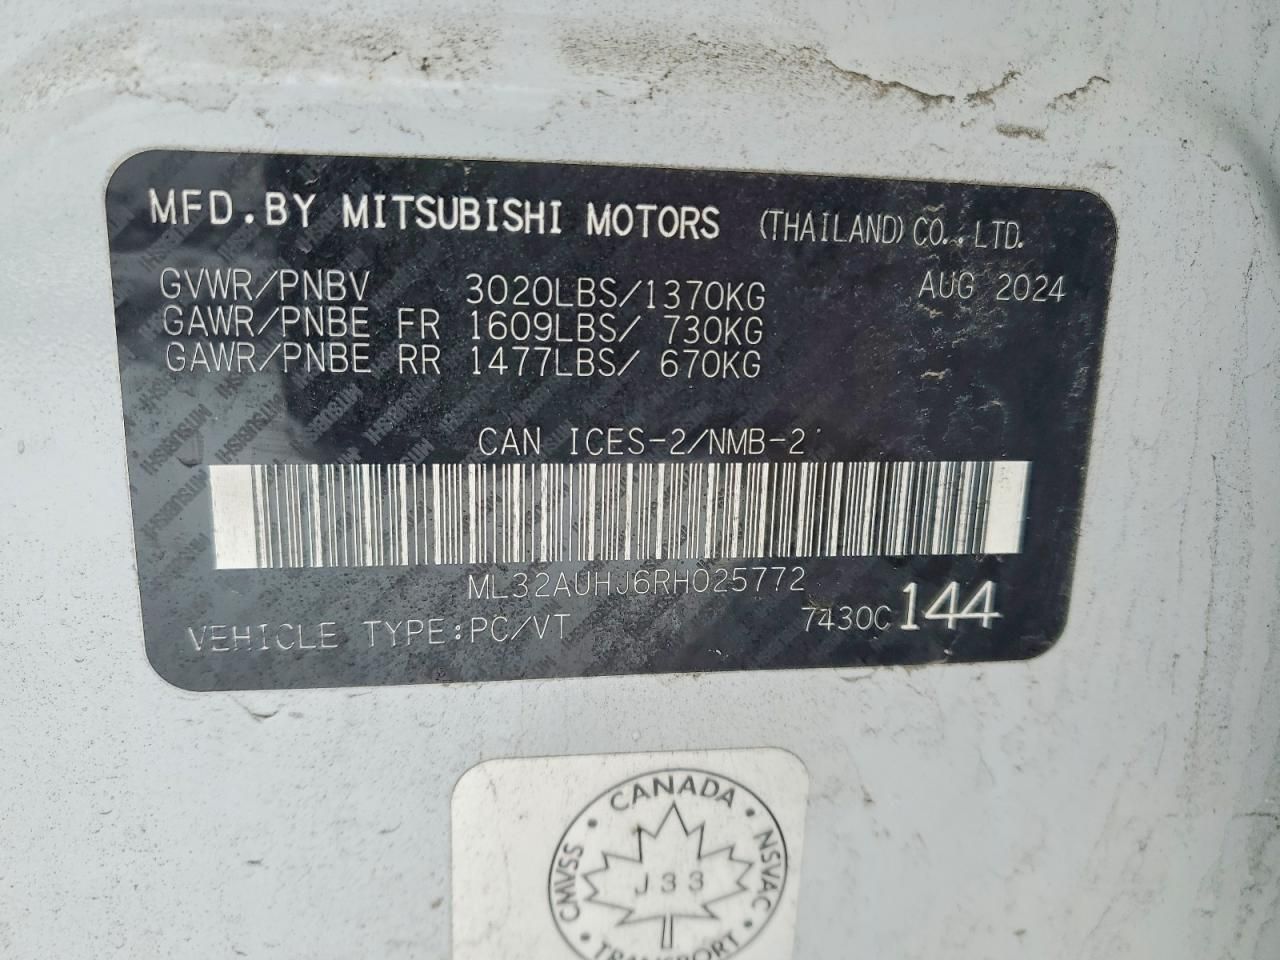 MFD.BY MITSUBISHI MOTORS (THAILAND) CO.,LTD.
GVWR/PNBV 3020LBS/1370KG AUG 2024
GAWR/PNBE FR 1609LBS/ 730KG
GAWR/PNBE RR 1477LBS/ 670KG
CAN ICES-2/NMB-2
ML32AUHJ6RH025772
VEHICLE TYPE:PC/VT 7430C 144
CANADA
CMVSS
NSVAC
J33
TRANSPORT